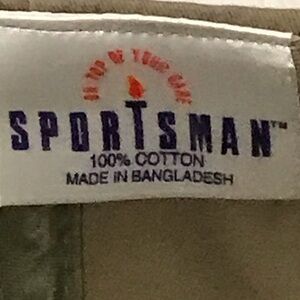 ON TOP OF YOUR GAME
SPORTSMAN™
100% COTTON
MADE IN BANGLADESH